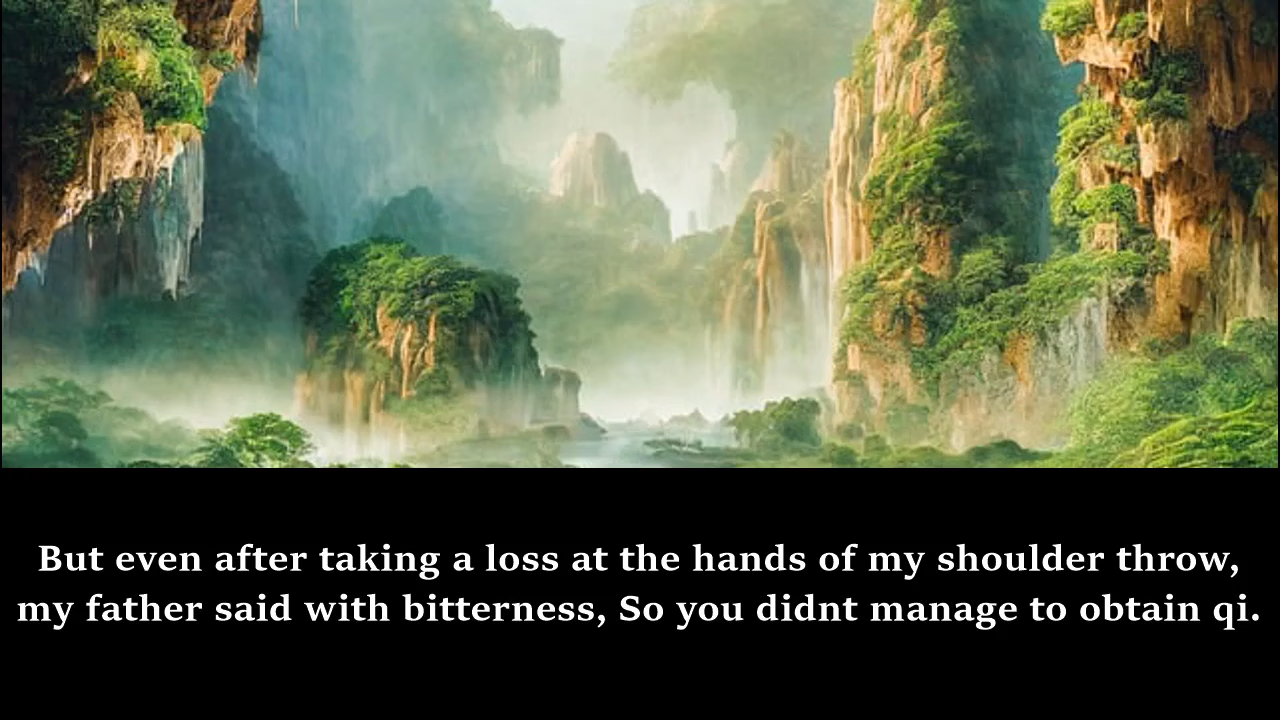 But even after taking a loss at the hands of my shoulder throw,
my father said with bitterness, So you didnt manage to obtain qi.